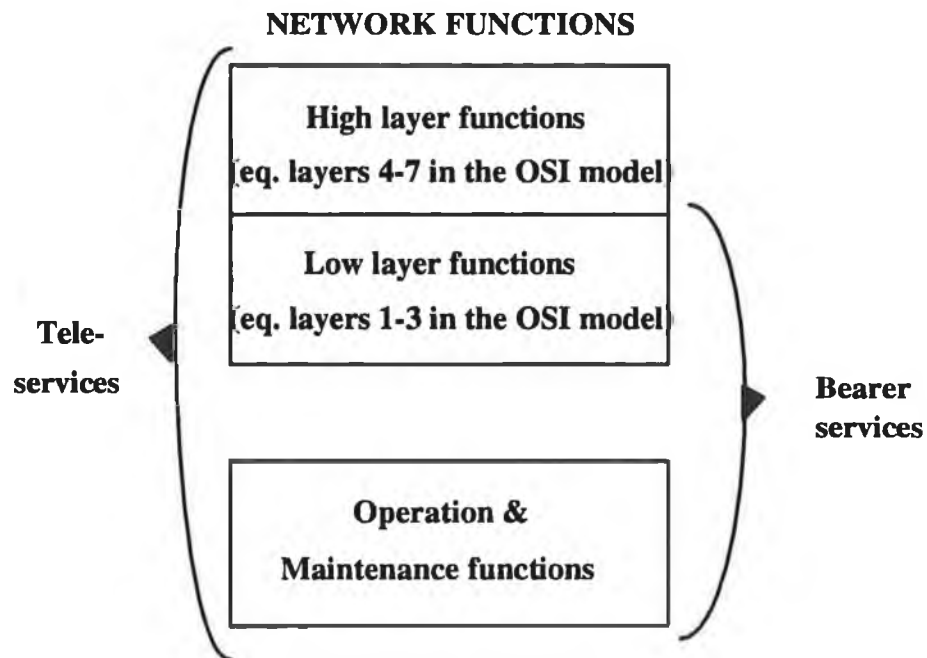 NETWORK FUNCTIONS
High layer functions
(eq. layers 4-7 in the OSI model)
Low layer functions
(eq. layers 1-3 in the OSI model)
Tele-
services
Bearer
services
Operation &
Maintenance functions